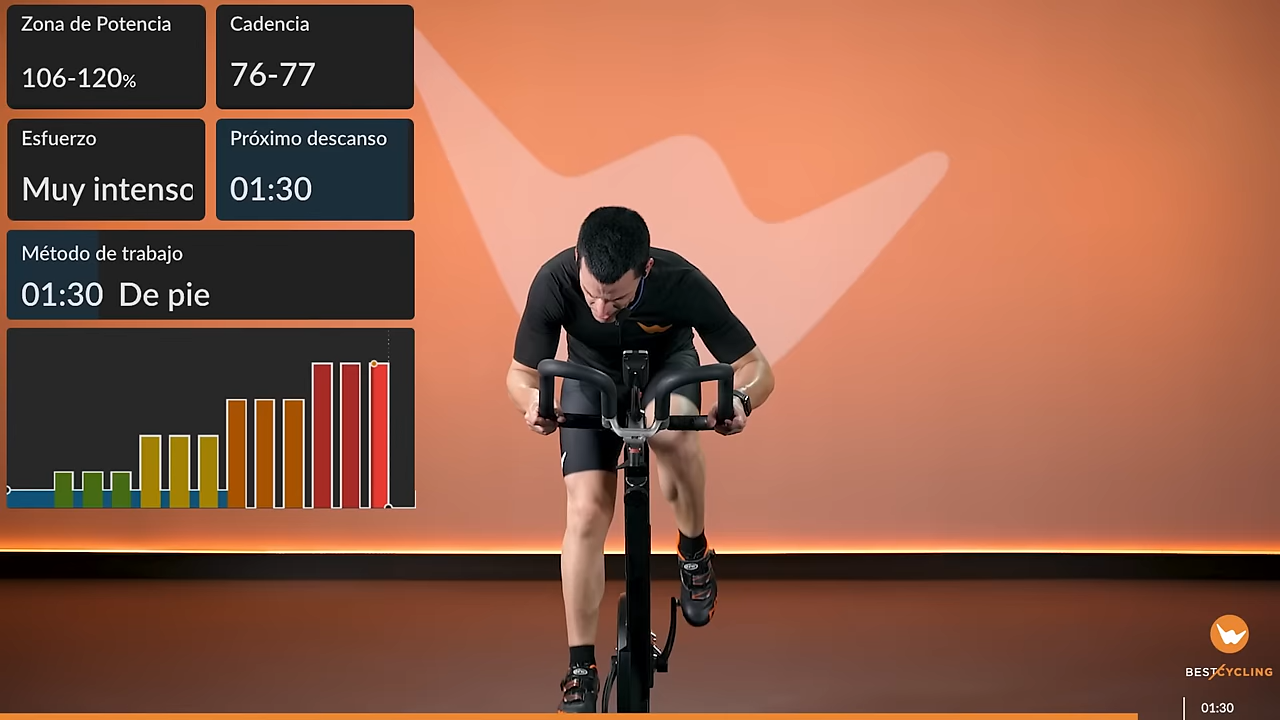 Zona de Potencia
106-120%
Cadencia
76-77
Esfuerzo
Muy intenso
Próximo descanso
01:30
Método de trabajo
01:30 De pie
BESTCYCLING
01:30